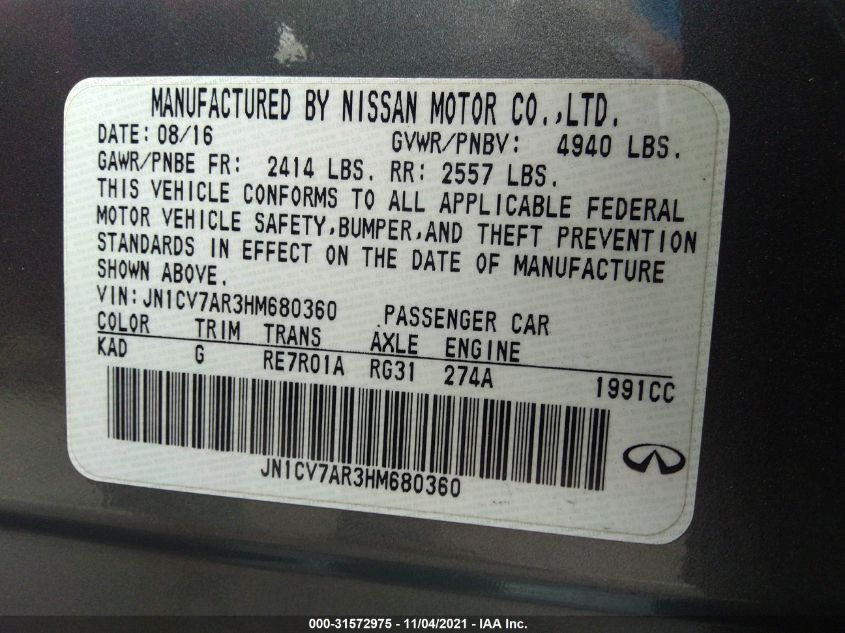 MANUFACTURED BY NISSAN MOTOR CO.,LTD.
DATE: 08/16 GVWR/PNBV: 4940 LBS.
GAWR/PNBE FR: 2414 LBS. RR: 2557 LBS.
THIS VEHICLE CONFORMS TO ALL APPLICABLE FEDERAL
MOTOR VEHICLE SAFETY,BUMPER,AND THEFT PREVENTION
STANDARDS IN EFFECT ON THE DATE OF MANUFACTURE
SHOWN ABOVE.
VIN:JN1CV7AR3HM680360 PASSENGER CAR
COLOR TRIM TRANS AXLE ENGINE
KAD G RE7R01A RG31 274A 1991CC
JN1CV7AR3HM680360
000-31572975 - 11/04/2021 - IAA Inc.